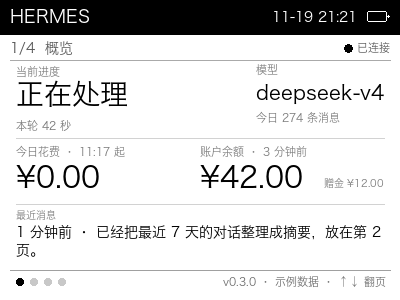 HERMES 11-19 21:21
1/4 概览 已连接
当前进度 模型
正在处理 deepseek-v4
本轮 42 秒 今日 274 条消息
今日花费 · 11:17 起 账户余额 · 3 分钟前
¥0.00 ¥42.00 赠金 ¥12.00
最近消息
1 分钟前 · 已经把最近 7 天的对话整理成摘要，放在第 2
页。
v0.3.0 · 示例数据 · ↑↓ 翻页